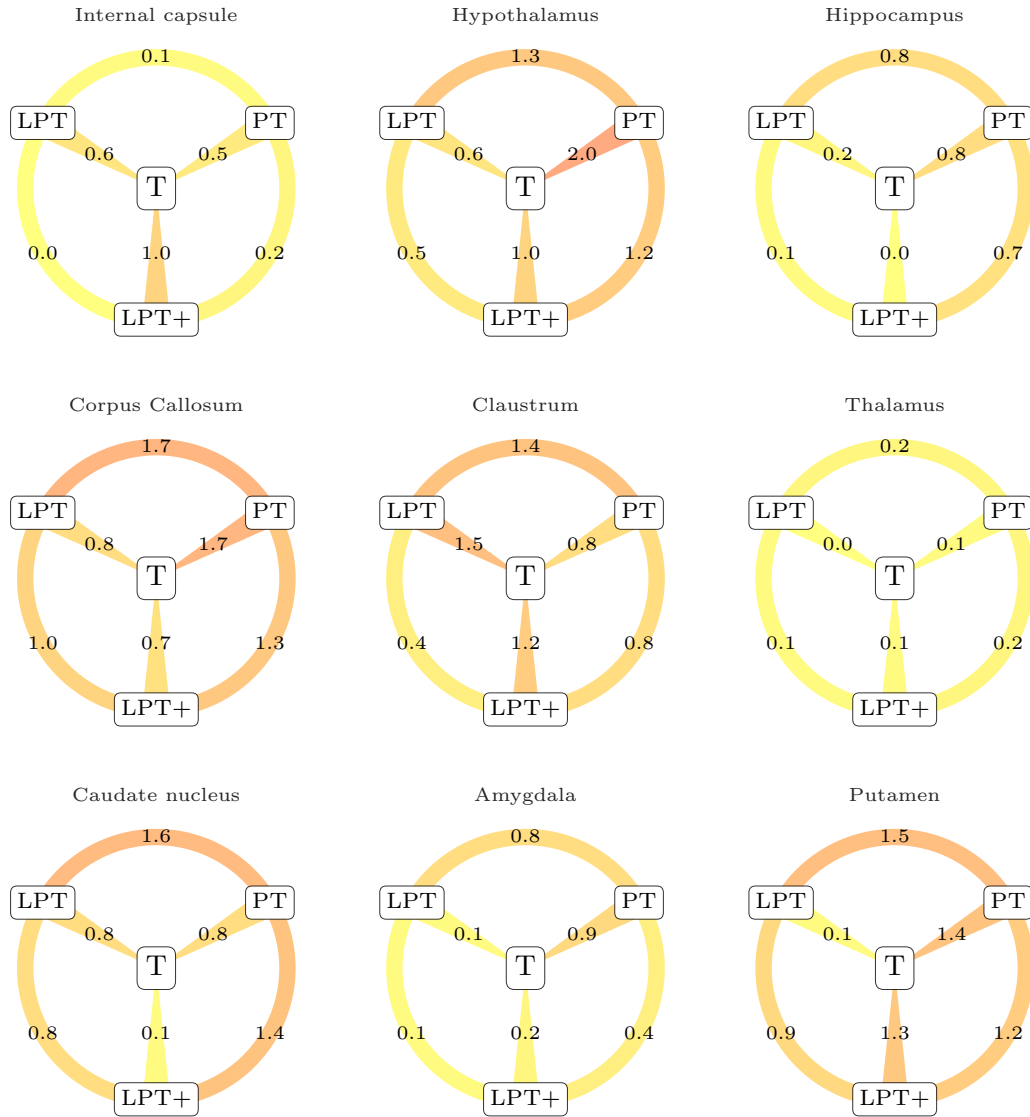 Internal capsule
0.1
LPT
PT
0.6
0.5
T
0.0
1.0
0.2
LPT+
Hypothalamus
1.3
LPT
PT
0.6
2.0
T
0.5
1.0
1.2
LPT+
Hippocampus
0.8
LPT
PT
0.2
0.8
T
0.1
0.0
0.7
LPT+
Corpus Callosum
1.7
LPT
PT
0.8
1.7
T
1.0
0.7
1.3
LPT+
Claustrum
1.4
LPT
PT
1.5
0.8
T
0.4
1.2
0.8
LPT+
Thalamus
0.2
LPT
PT
0.0
0.1
T
0.1
0.1
0.2
LPT+
Caudate nucleus
1.6
LPT
PT
0.8
0.8
T
0.8
0.1
1.4
LPT+
Amygdala
0.8
LPT
PT
0.1
0.9
T
0.1
0.2
0.4
LPT+
Putamen
1.5
LPT
PT
0.1
1.4
T
0.9
1.3
1.2
LPT+